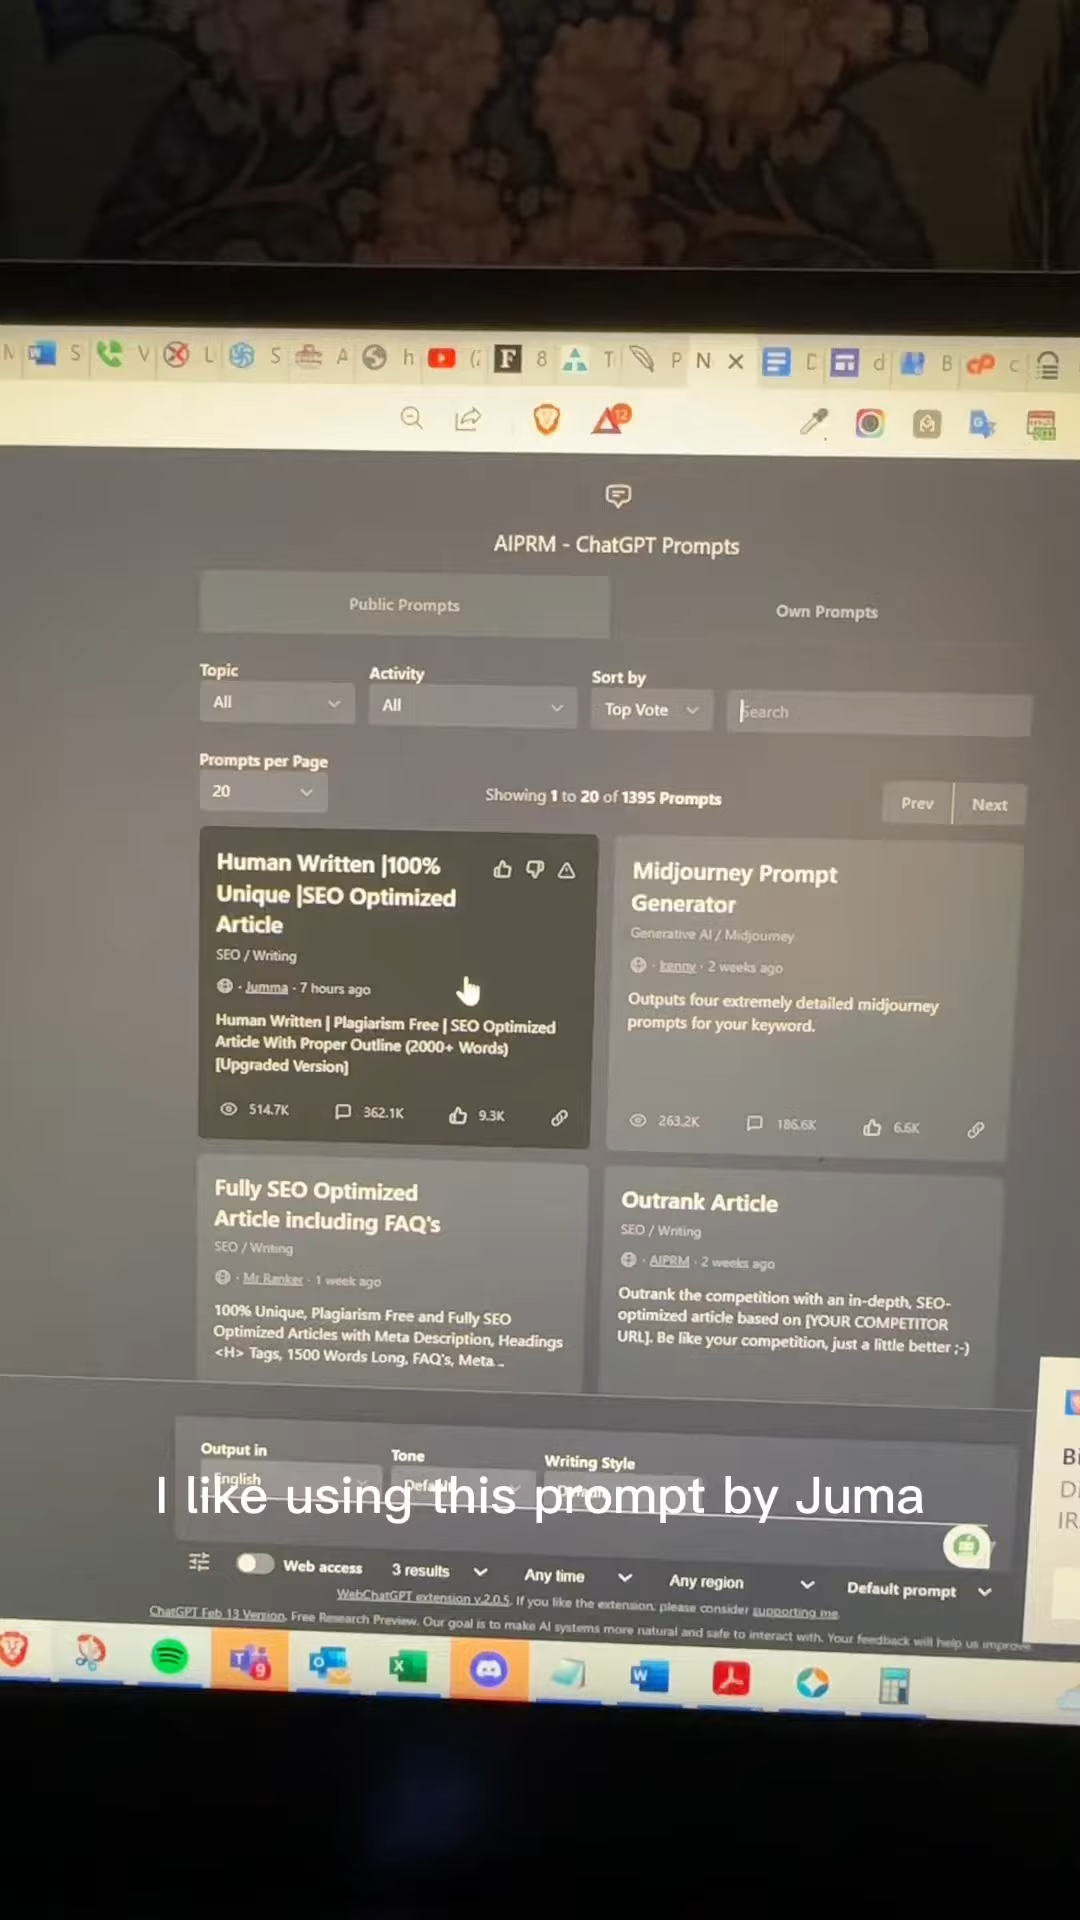 AIPRM - ChatGPT Prompts
Public Prompts
Own Prompts
Topic
Activity
Sort by
All
All
Top Vote
Search
Prompts per Page
20
Showing 1 to 20 of 1395 Prompts
Prev
Next
Human Written |100%
Unique |SEO Optimized
Article
SEO / Writing
· Jumma · 7 hours ago
Human Written | Plagiarism Free | SEO Optimized
Article With Proper Outline (2000+ Words)
[Upgraded Version]
514.7K
362.1K
9.3K
Midjourney Prompt
Generator
Generative AI / Midjourney
· kenny · 2 weeks ago
Outputs four extremely detailed midjourney
prompts for your keyword.
263.2K
186.6K
6.6K
Fully SEO Optimized
Article including FAQ's
SEO / Writing
· Mr Ranker · 1 week ago
100% Unique, Plagiarism Free and Fully SEO
Optimized Articles with Meta Description, Headings
<H> Tags, 1500 Words Long, FAQ's, Meta ..
Outrank Article
SEO / Writing
· AIPRM · 2 weeks ago
Outrank the competition with an in-depth, SEO-
optimized article based on [YOUR COMPETITOR
URL]. Be like your competition, just a little better ;-)
Output in
Tone
Writing Style
English
Default
I like using this prompt by Juma
Web access
3 results
Any time
Any region
Default prompt
WebChatGPT extension v.2.0.5. If you like the extension, please consider supporting me.
ChatGPT Feb 13 Version. Free Research Preview. Our goal is to make AI systems more natural and safe to interact with. Your feedback will help us improve